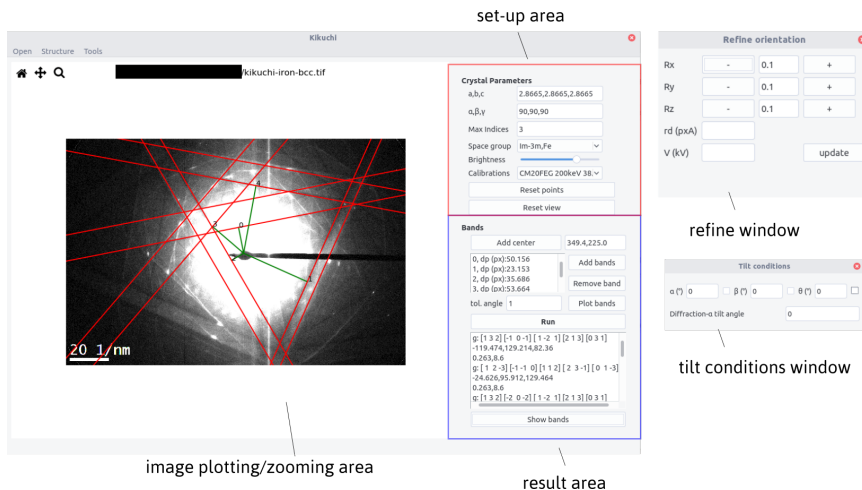 set-up area
Kikuchi
Open Structure Tools
/kikuchi-iron-bcc.tif
4
3
0
2
1
20 1/nm
Crystal Parameters
a,b,c 2.8665,2.8665,2.8665
α,β,γ 90,90,90
Max Indices 3
Space group Im-3m,Fe
Brightness
Calibrations CM20FEG 200keV 38.
Reset points
Reset view
Bands
Add center 349.4,225.0
0, dp (px):50.156
1, dp (px):23.153
2, dp (px):35.686
3, dp (px):53.664
Add bands
Remove band
tol. angle 1 Plot bands
Run
g: [1 3 2] [-1 0 -1] [ 1 -2 1] [2 1 3] [0 3 1]
-119.474,129.214,82.36
0.263,8.6
g: [ 1 2 -3] [-1 -1 0] [1 1 2] [ 2 3 -1] [ 0 1 -3]
-24.626,95.912,129.464
0.263,8.6
g: [1 3 2] [-2 0 -2] [ 1 -2 1] [2 1 3] [0 3 1]
Show bands
image plotting/zooming area
result area
Refine orientation
Rx - 0.1 +
Ry - 0.1 +
Rz - 0.1 +
rd (pxA)
V (kV) update
refine window
Tilt conditions
α (°) 0 β (°) 0 θ (°) 0
Diffraction-α tilt angle 0
tilt conditions window